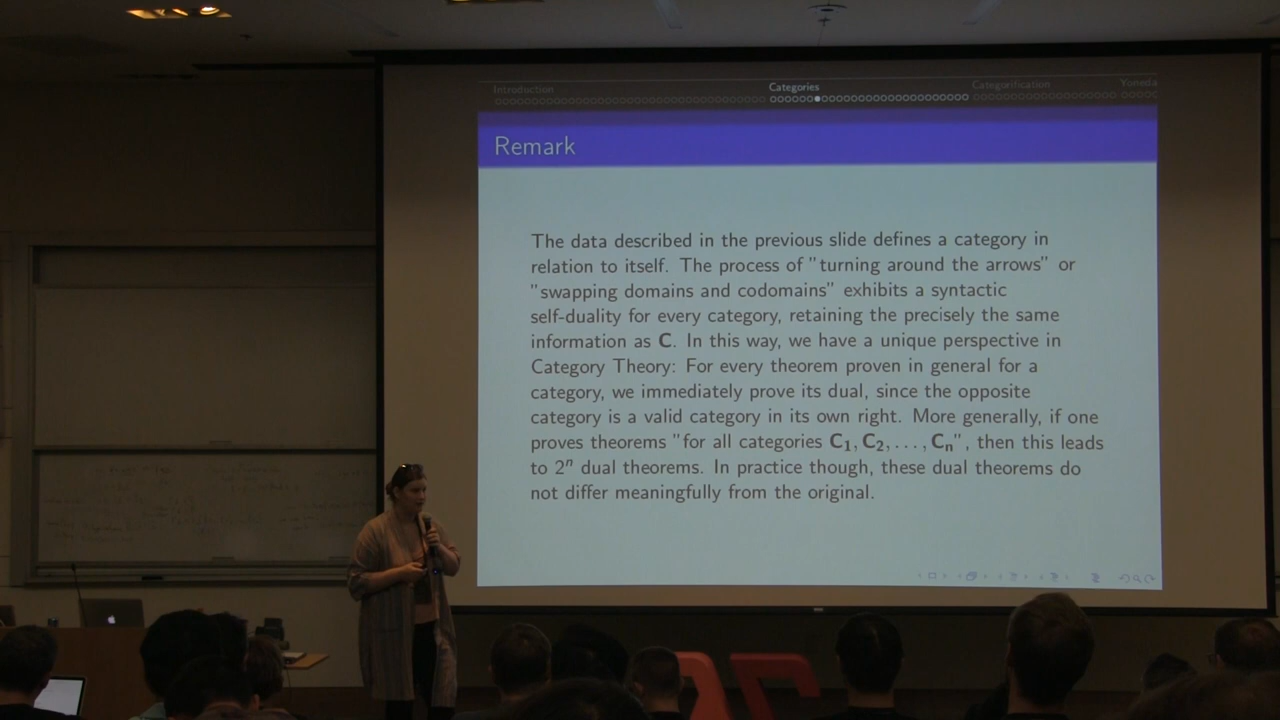 Introduction
Categories
Categorification
Yoneda
Remark
The data described in the previous slide defines a category in
relation to itself. The process of "turning around the arrows" or
"swapping domains and codomains" exhibits a syntactic
self-duality for every category, retaining the precisely the same
information as C. In this way, we have a unique perspective in
Category Theory: For every theorem proven in general for a
category, we immediately prove its dual, since the opposite
category is a valid category in its own right. More generally, if one
proves theorems "for all categories C₁, C₂, . . . , Cₙ", then this leads
to 2ⁿ dual theorems. In practice though, these dual theorems do
not differ meaningfully from the original.